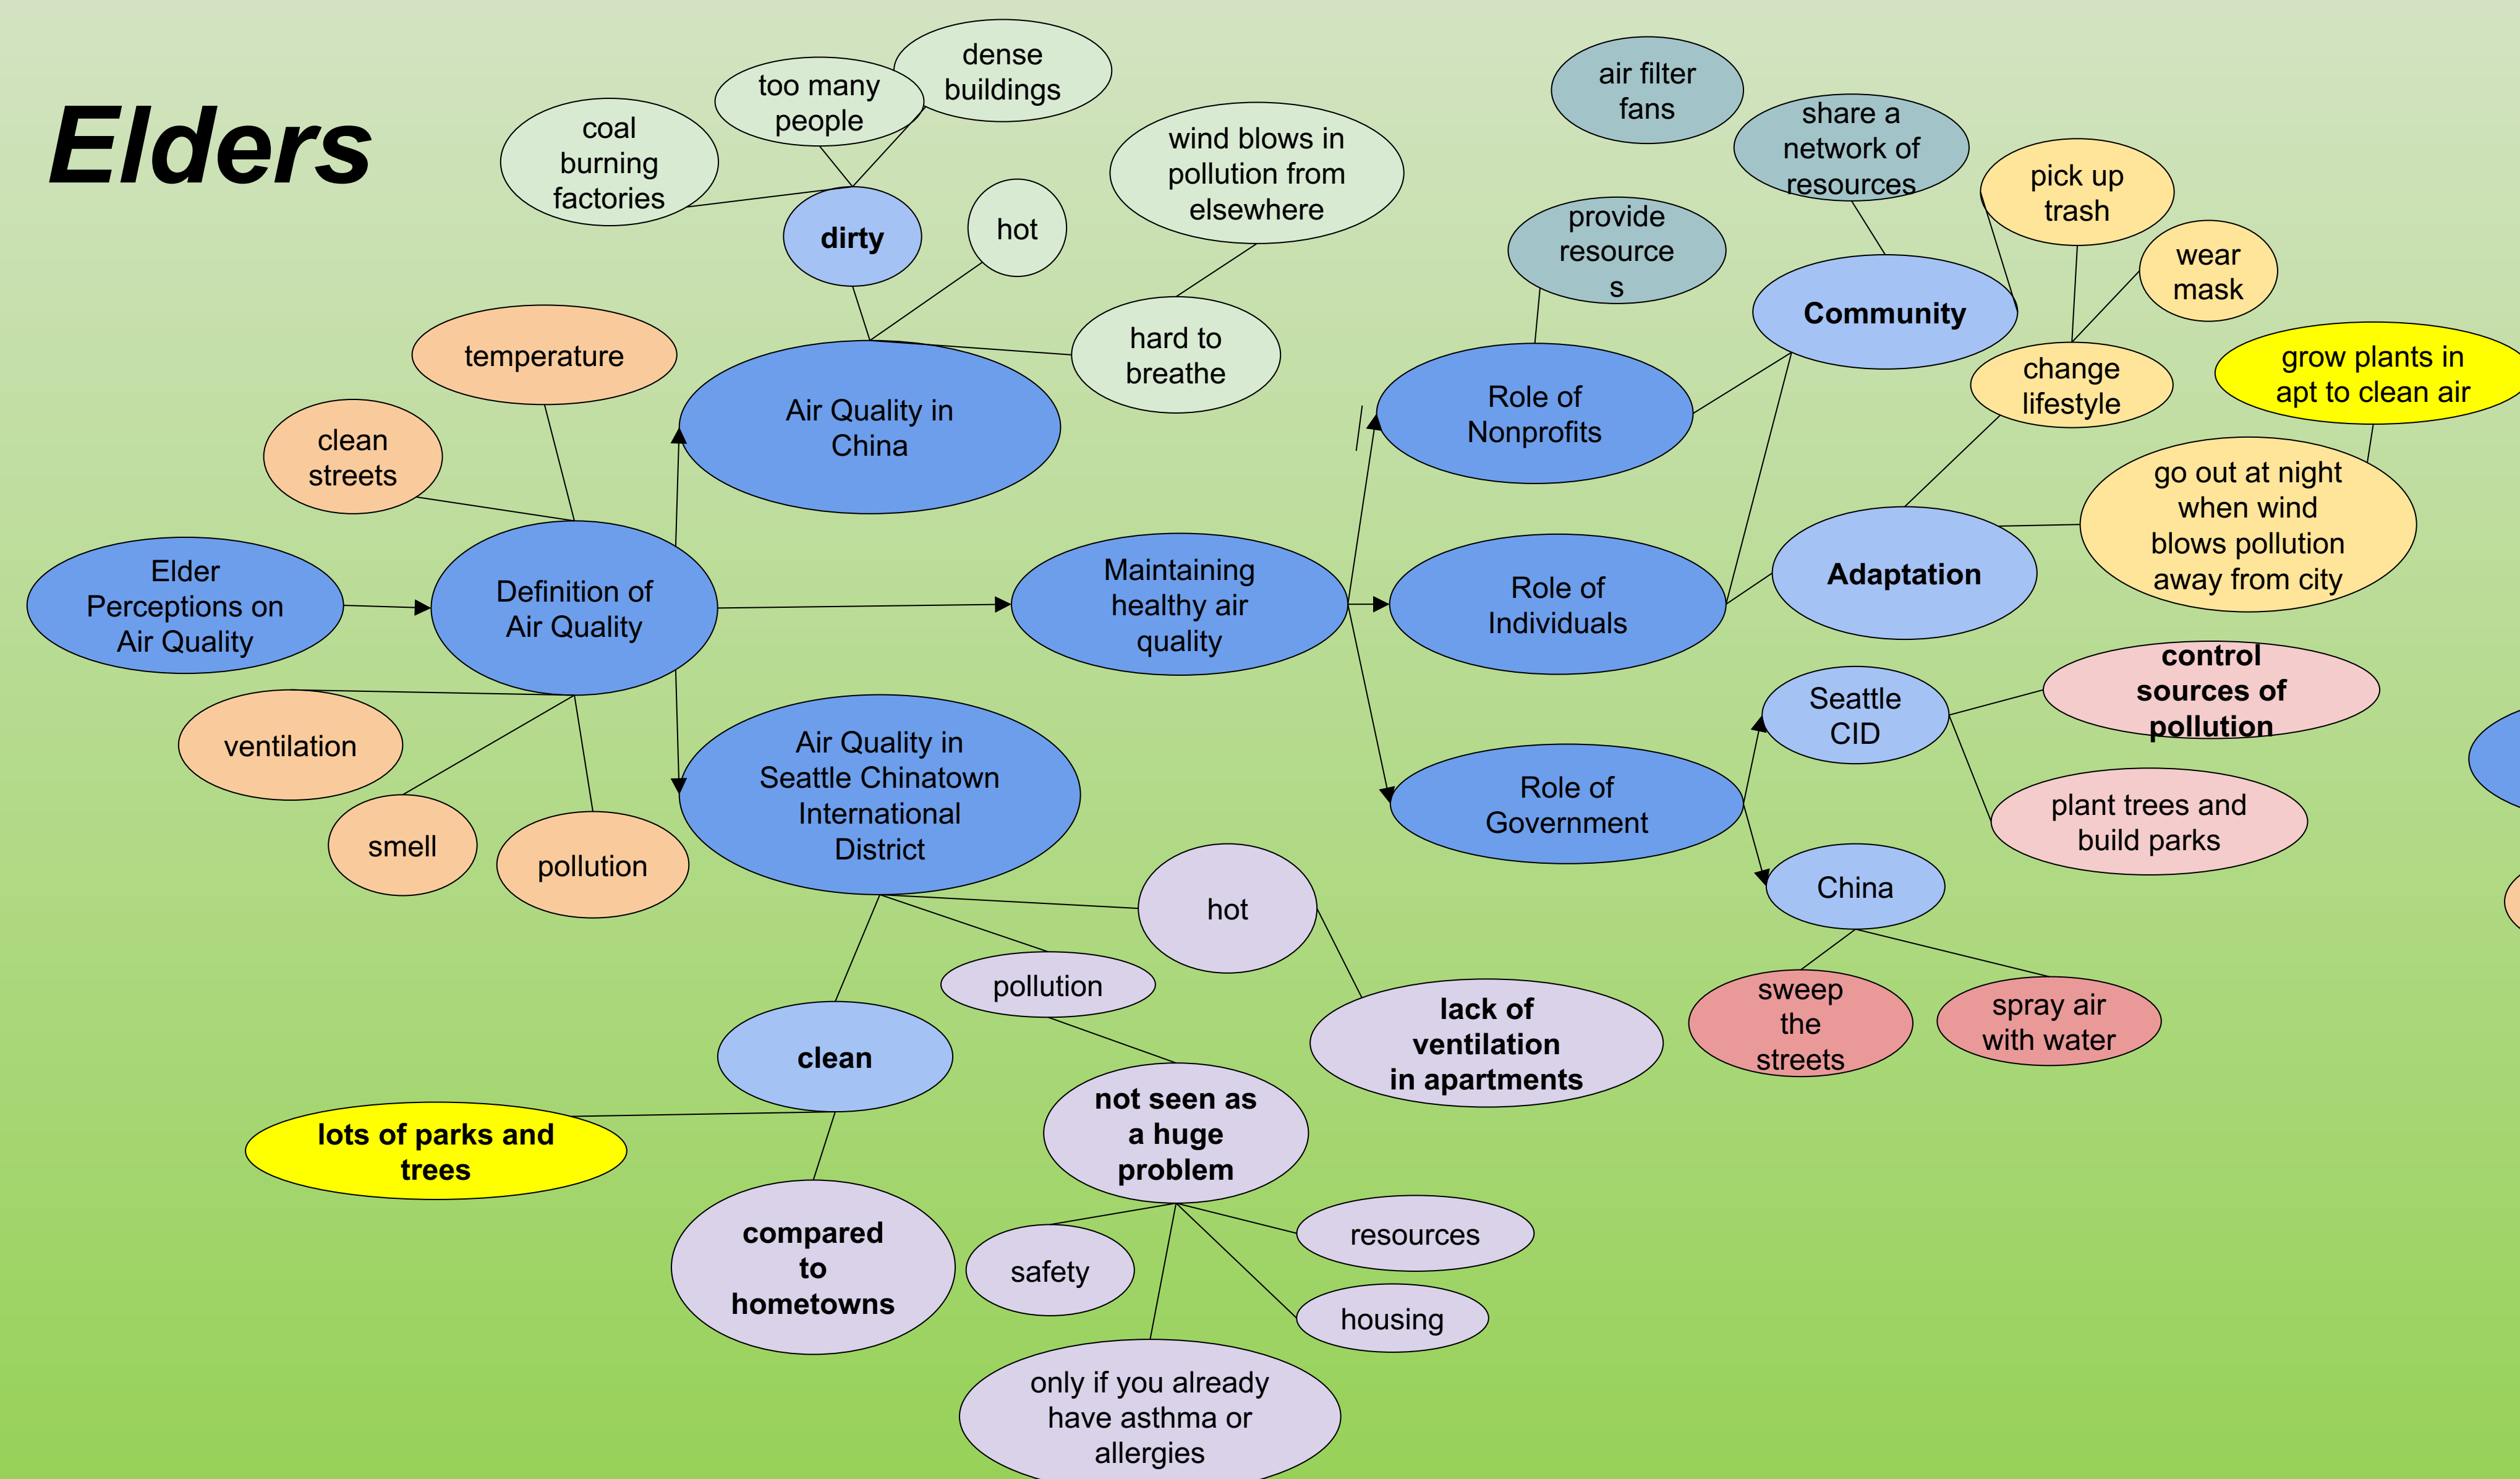 Elders
dense
buildings
too many
people
coal
burning
factories
dirty
hot
wind blows in
pollution from
elsewhere
hard to
breathe
air filter
fans
share a
network of
resources
provide
resource
s
pick up
trash
wear
mask
Community
change
lifestyle
grow plants in
apt to clean air
temperature
clean
streets
Air Quality in
China
Role of
Nonprofits
go out at night
when wind
blows pollution
away from city
Elder
Perceptions on
Air Quality
Definition of
Air Quality
Maintaining
healthy air
quality
Role of
Individuals
Adaptation
ventilation
smell
pollution
Air Quality in
Seattle Chinatown
International
District
Role of
Government
Seattle
CID
control
sources of
pollution
plant trees and
build parks
China
sweep
the
streets
spray air
with water
hot
pollution
lack of
ventilation
in apartments
clean
not seen as
a huge
problem
lots of parks and
trees
compared
to
hometowns
safety
resources
housing
only if you already
have asthma or
allergies